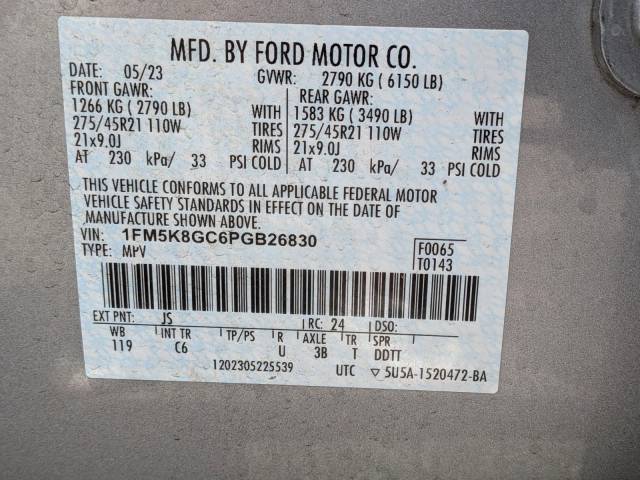 MFD. BY FORD MOTOR CO.
DATE: 05/23 GVWR: 2790 KG ( 6150 LB)
FRONT GAWR: REAR GAWR:
1266 KG ( 2790 LB) WITH 1583 KG ( 3490 LB) WITH
275/45R21 110W TIRES 275/45R21 110W TIRES
21x9.0J RIMS 21x9.0J RIMS
AT 230 kPa/ 33 PSI COLD AT 230 kPa/ 33 PSI COLD
THIS VEHICLE CONFORMS TO ALL APPLICABLE FEDERAL MOTOR
VEHICLE SAFETY STANDARDS IN EFFECT ON THE DATE OF
MANUFACTURE SHOWN ABOVE.
VIN: 1FM5K8GC6PGB26830 F0065
TYPE: MPV T0143
EXT PNT: JS RC: 24 DSO:
WB INT TR TP/PS R AXLE TR SPR
119 C6 U 3B T DDTT
1202305225539 UTC ▽ 5U5A-1520472-BA